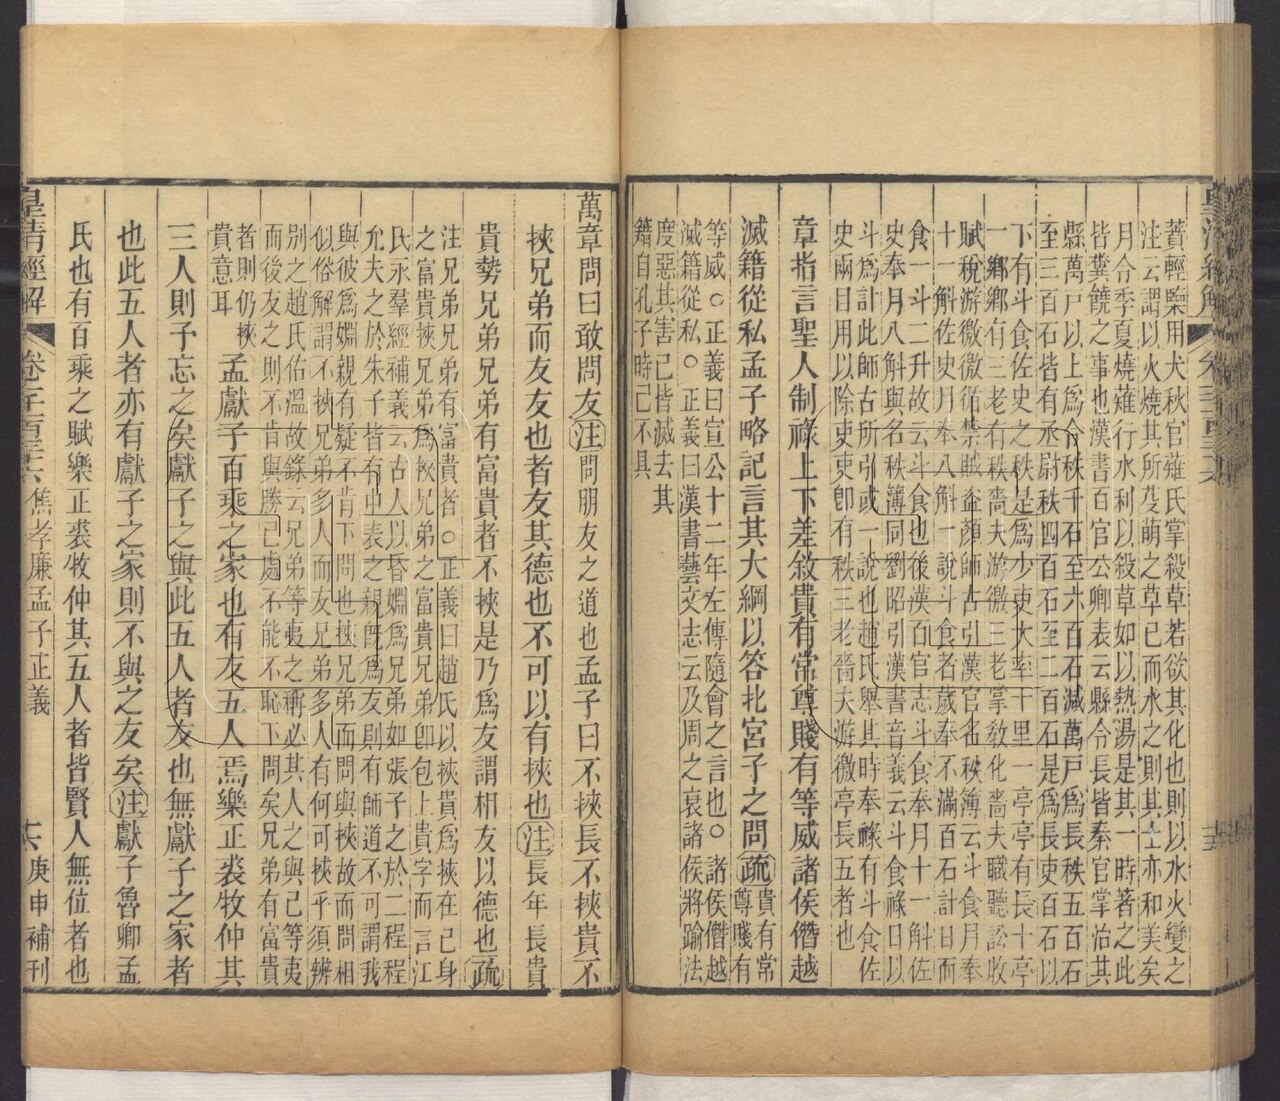 蕢輕㯱用犬秋官薙氏掌殺草若欲其化也則以水火變之
注云謂以火燒其所芟萌之草已而水之則其土亦和美矣
月令季夏燒薙行水利以殺草如以熱湯是其一時著之此
皆糞饒之事也漢書百官公卿表云縣令長皆秦官掌治其
縣萬戶以上爲令秩千石至六百石減萬戶爲長秩五百石
至三百石皆有丞尉秩四百石至二百石是爲長吏百石以
下有斗食佐史之秩是爲少吏大率十里一亭亭有長十亭
一鄉鄉有三老有秩嗇夫游徼三老掌敎化嗇夫職聽訟收
賦稅游徼徼循禁賊盜顏師古引漢官名秩簿云斗食月奉
十一斛佐史月奉八斛一說斗食者歲奉不滿百石計日而
食一斗二升故云斗食也後漢百官志斗食奉月十一斛佐
史奉月八斛與名秩簿同劉昭引漢書音義云斗食祿日以
斗爲計此師古所引或一說也趙氏舉其時奉祿有斗食佐
史兩目用以除吏吏卽有秩三老嗇夫游徼亭長五者也
章指言聖人制祿上下差敘貴有常尊賤有等威諸侯僭越
滅籍從私孟子略記言其大綱以答北宮子之問疏貴有常
尊賤有
等威○正義曰宣公十二年左傳隨會之言也○諸侯僭越
滅籍從私○正義曰漢書藝文志云及周之衰諸侯將踰法
度惡其害己皆滅去其
籍自孔子時已不具
萬章問曰敢問友注問朋友之道也孟子曰不挾長不挾貴不
挾兄弟而友友也者友其德也不可以有挾也注長年長貴
貴勢兄弟兄弟有富貴者不挾是乃爲友謂相友以德也疏
注兄弟兄弟有富貴者○正義曰趙氏以挾貴爲挾在己身
之富貴挾兄弟爲挾兄弟之富貴兄弟卽包上貴字而言江
氏永羣經補義云古人以昏姻爲兄弟如張子之於二程程
允夫之於朱子皆有中表之親旣爲友則有師道不可謂我
與彼爲姻親有疑不肯下問也挾兄弟而問與挾故而問相
似俗解謂不挾兄弟多人而友兄弟多人有何可挾乎須辨
別之趙氏佑溫故錄云兄弟等夷之稱必其人之與己等夷
而後友之則不肯與勝己處不能不恥下問矣兄弟有富貴
者則仍挾
貴意耳
孟獻子百乘之家也有友五人焉樂正裘牧仲其
三人則予忘之矣獻子之與此五人者友也無獻子之家者
也此五人者亦有獻子之家則不與之友矣注獻子魯卿孟
氏也有百乘之賦樂正裘牧仲其五人者皆賢人無位者也
皇淸經解
焦孝廉孟子正義
庚申補刊